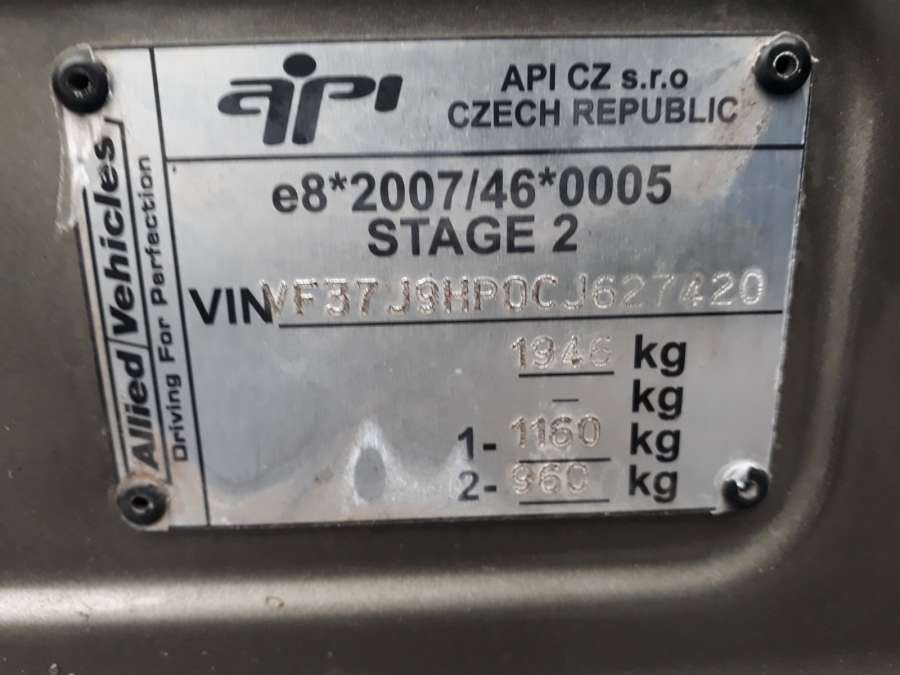 api
API CZ s.r.o
CZECH REPUBLIC
Allied Vehicles
Driving For Perfection
e8*2007/46*0005
STAGE 2
VIN VF37J9HP0CJ627420
1946 kg
- kg
1- 1160 kg
2- 960 kg